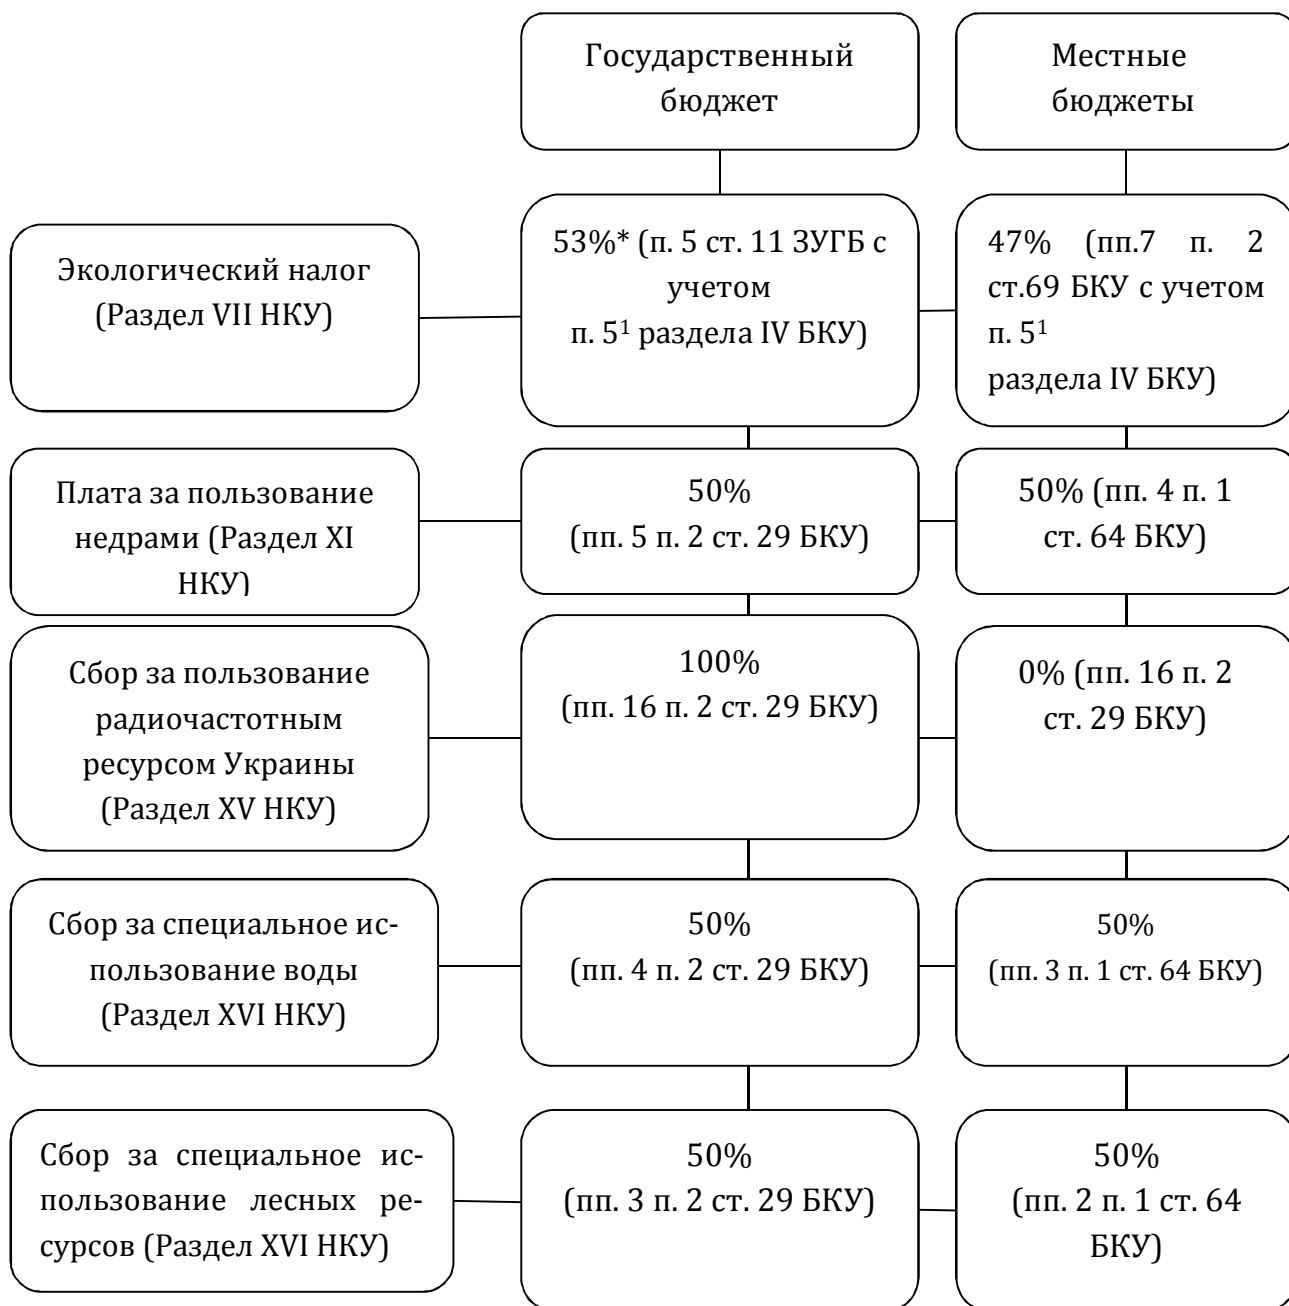 Государственный
бюджет
Местные
бюджеты
Экологический налог
(Раздел VII НКУ)
53%* (п. 5 ст. 11 ЗУГБ с
учетом
п. 5¹ раздела IV БКУ)
47% (пп.7 п. 2
ст.69 БКУ с учетом
п. 5¹
раздела IV БКУ)
Плата за пользование
недрами (Раздел XI
НКУ)
50%
(пп. 5 п. 2 ст. 29 БКУ)
50% (пп. 4 п. 1
ст. 64 БКУ)
Сбор за пользование
радиочастотным
ресурсом Украины
(Раздел XV НКУ)
100%
(пп. 16 п. 2 ст. 29 БКУ)
0% (пп. 16 п. 2
ст. 29 БКУ)
Сбор за специальное ис-
пользование воды
(Раздел XVI НКУ)
50%
(пп. 4 п. 2 ст. 29 БКУ)
50%
(пп. 3 п. 1 ст. 64 БКУ)
Сбор за специальное ис-
пользование лесных ре-
сурсов (Раздел XVI НКУ)
50%
(пп. 3 п. 2 ст. 29 БКУ)
50%
(пп. 2 п. 1 ст. 64
БКУ)